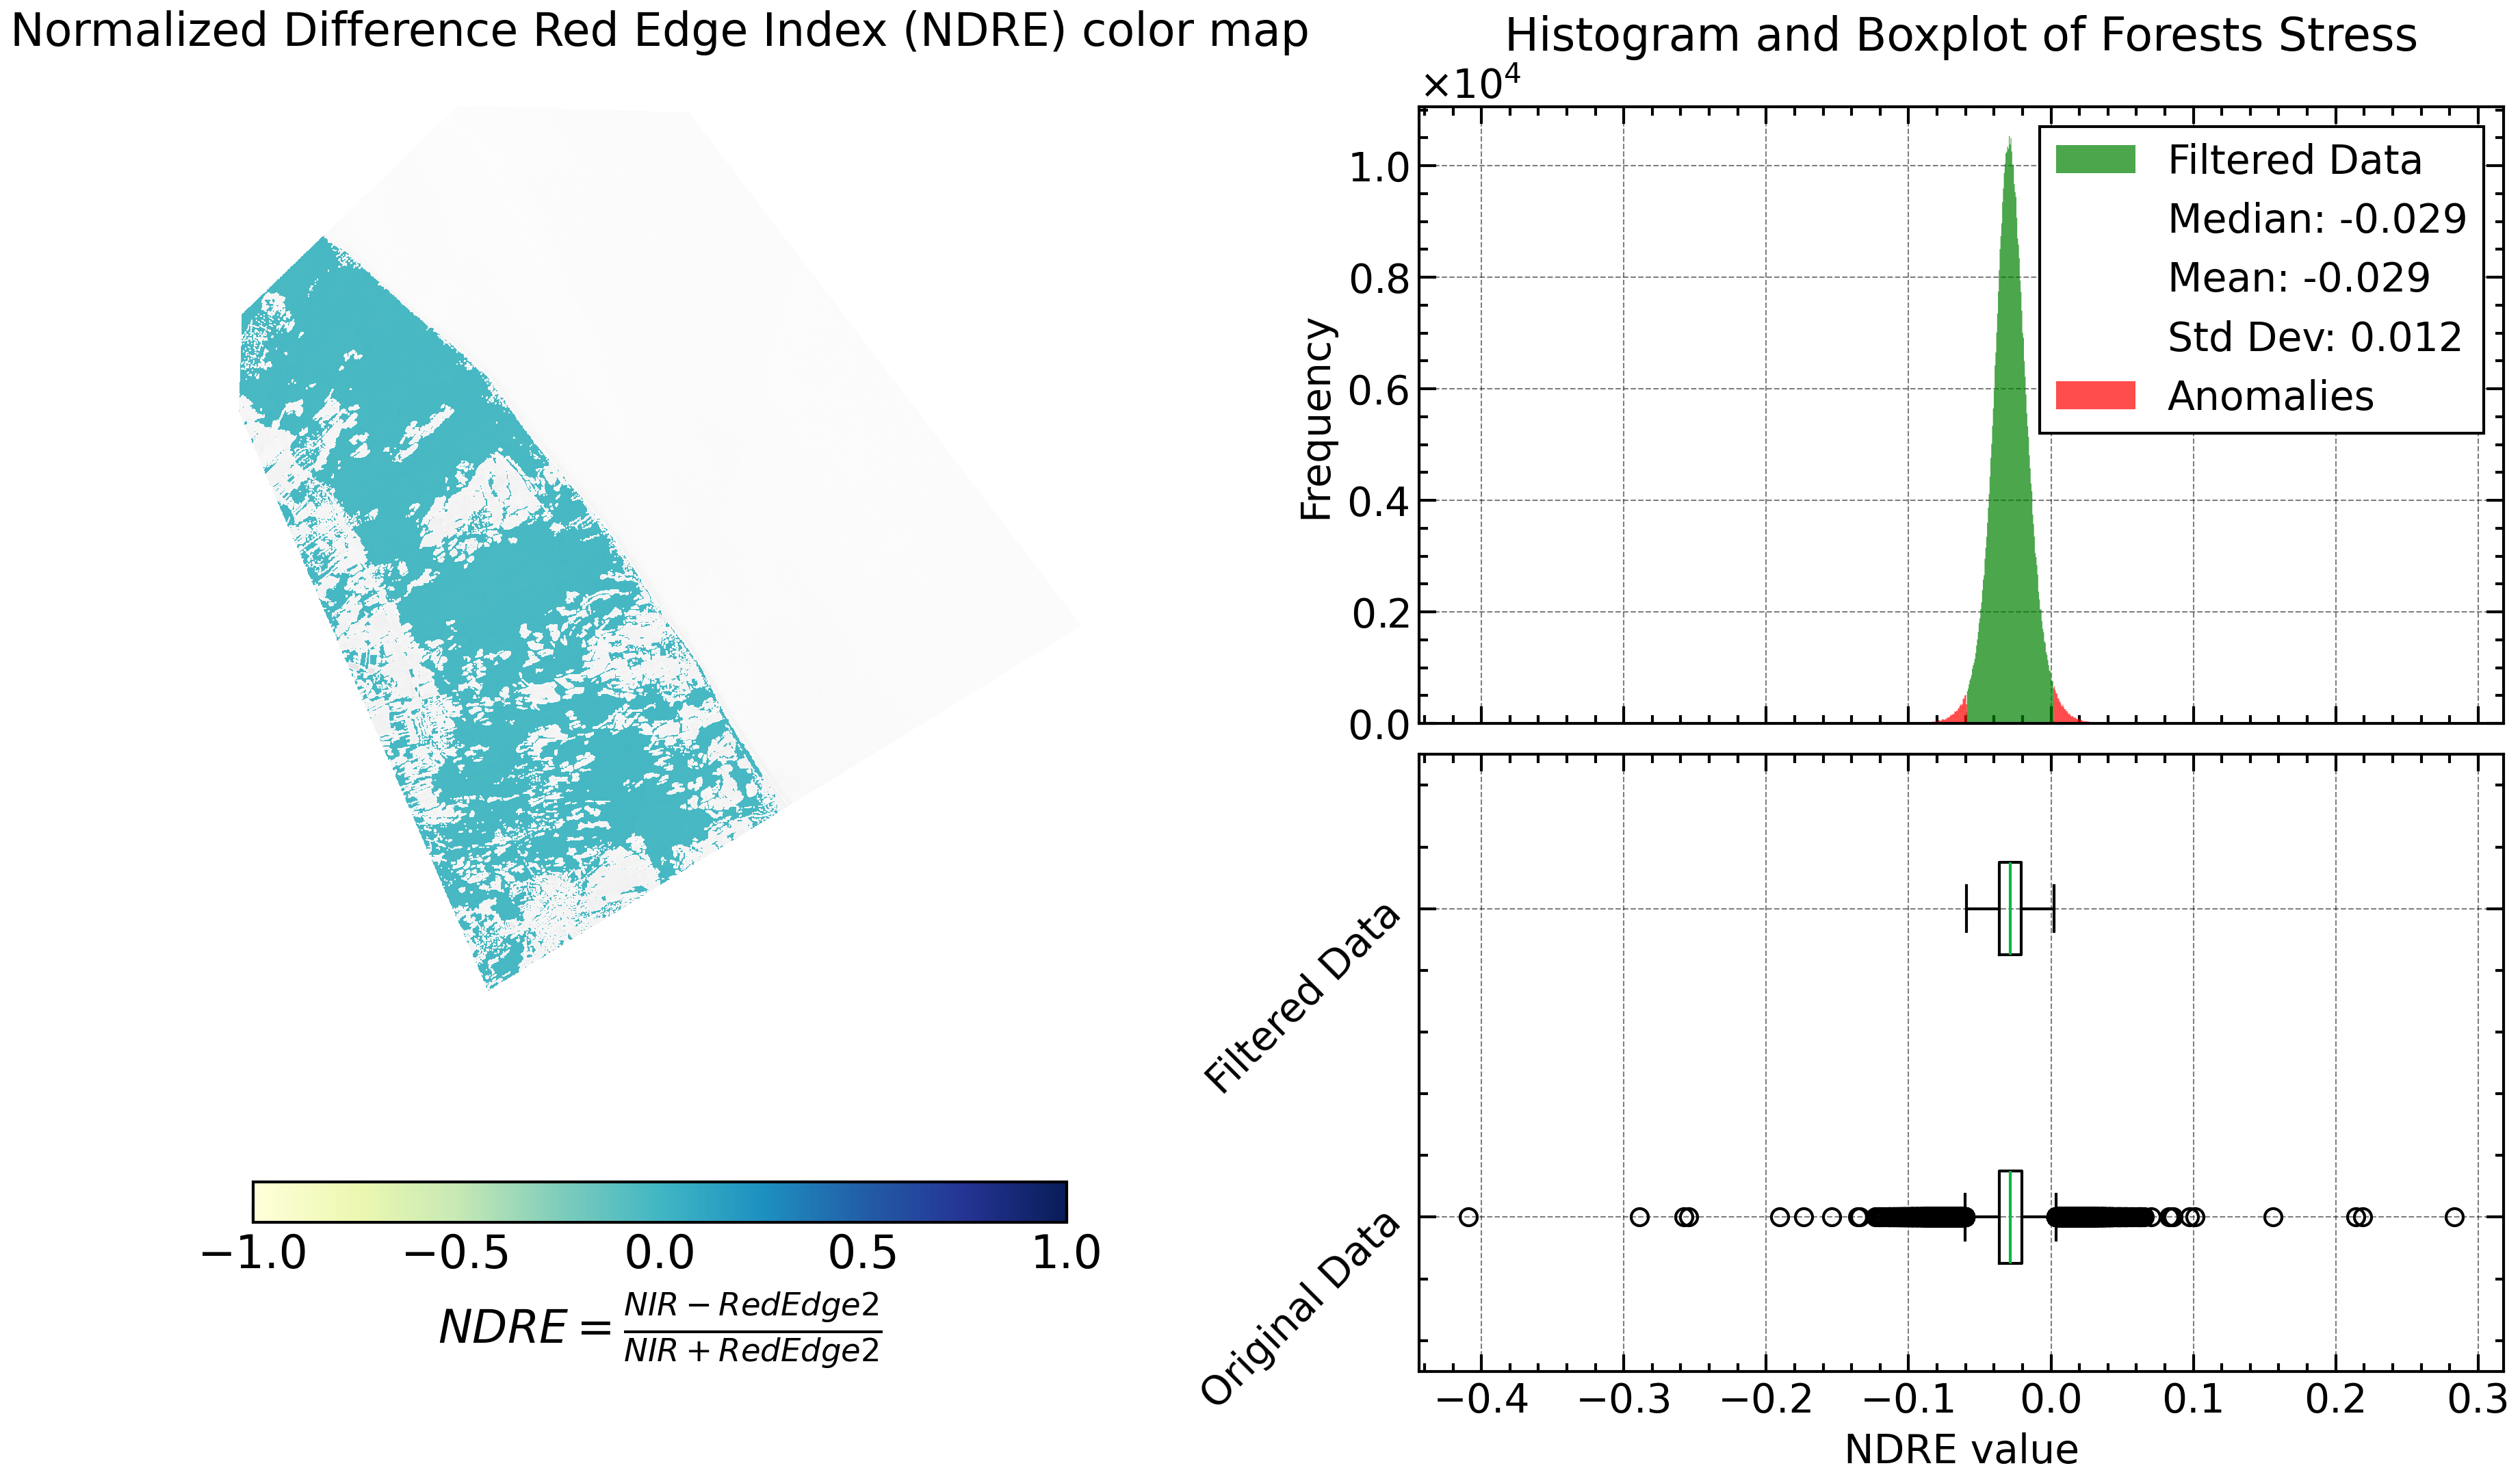 Normalized Difference Red Edge Index (NDRE) color map
−1.0 −0.5 0.0 0.5 1.0
NDRE = NIR − RedEdge2 / NIR + RedEdge2
Histogram and Boxplot of Forests Stress
×10⁴
1.0
0.8
0.6
0.4
0.2
0.0
Frequency
Filtered Data
Median: -0.029
Mean: -0.029
Std Dev: 0.012
Anomalies
Filtered Data
Original Data
−0.4 −0.3 −0.2 −0.1 0.0 0.1 0.2 0.3
NDRE value